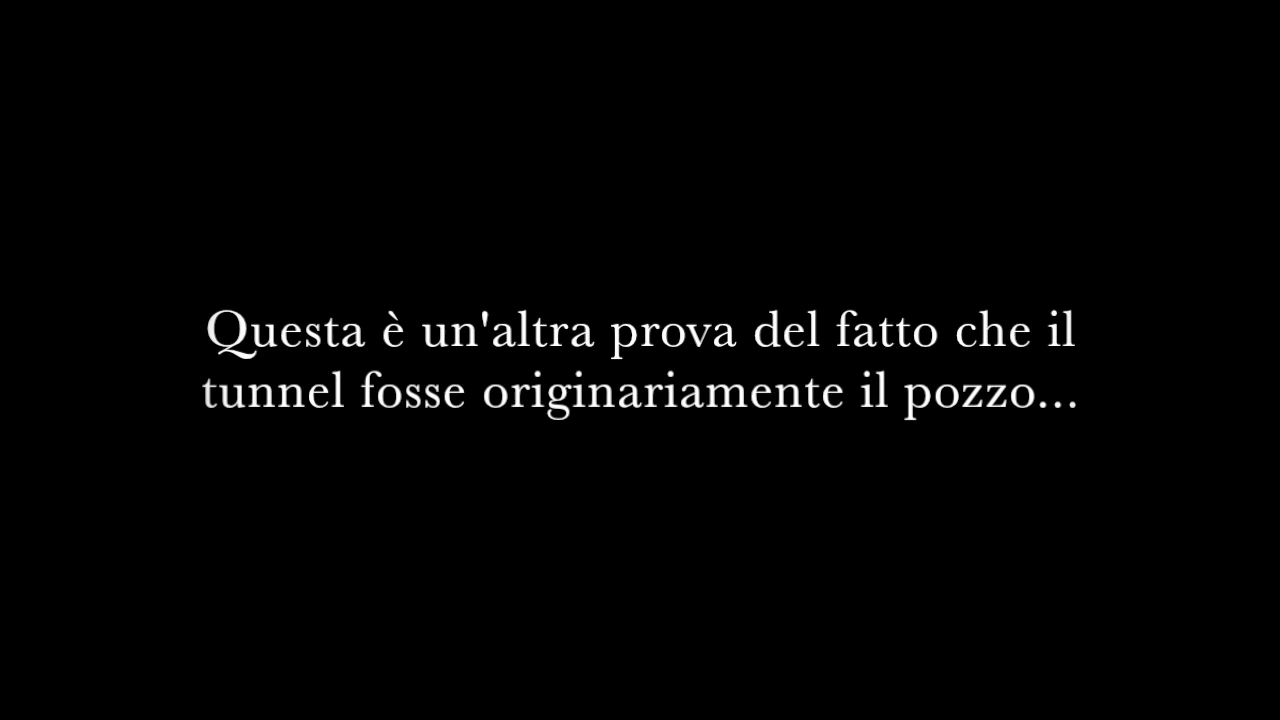 Questa è un'altra prova del fatto che il
tunnel fosse originariamente il pozzo...